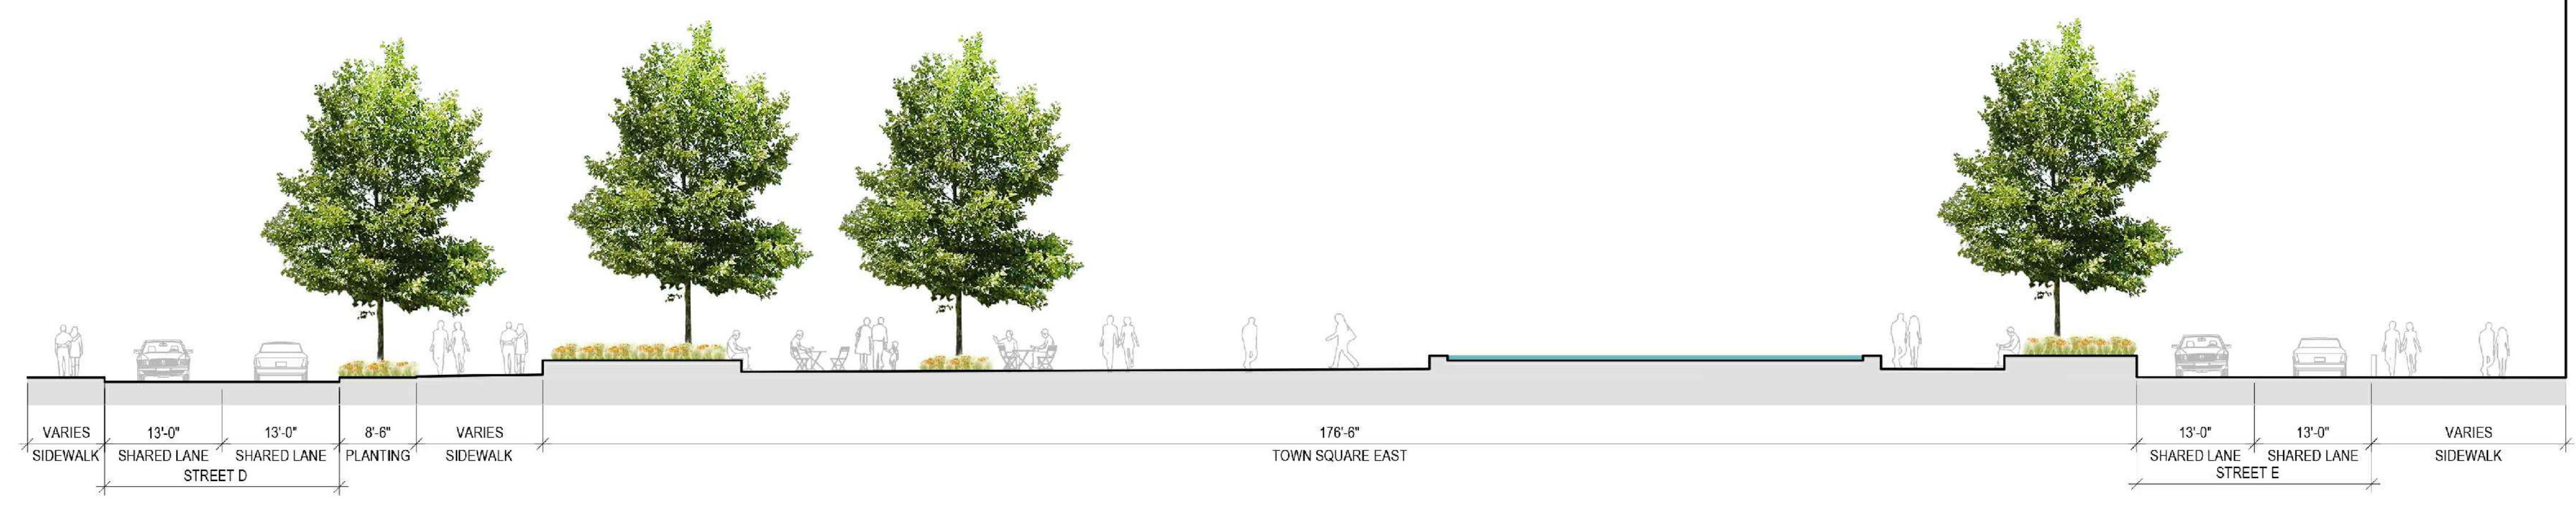 VARIES 13'-0" 13'-0" 8'-6" VARIES 176'-6" 13'-0" 13'-0" VARIES
SIDEWALK SHARED LANE SHARED LANE PLANTING SIDEWALK TOWN SQUARE EAST SHARED LANE SHARED LANE SIDEWALK
STREET D STREET E